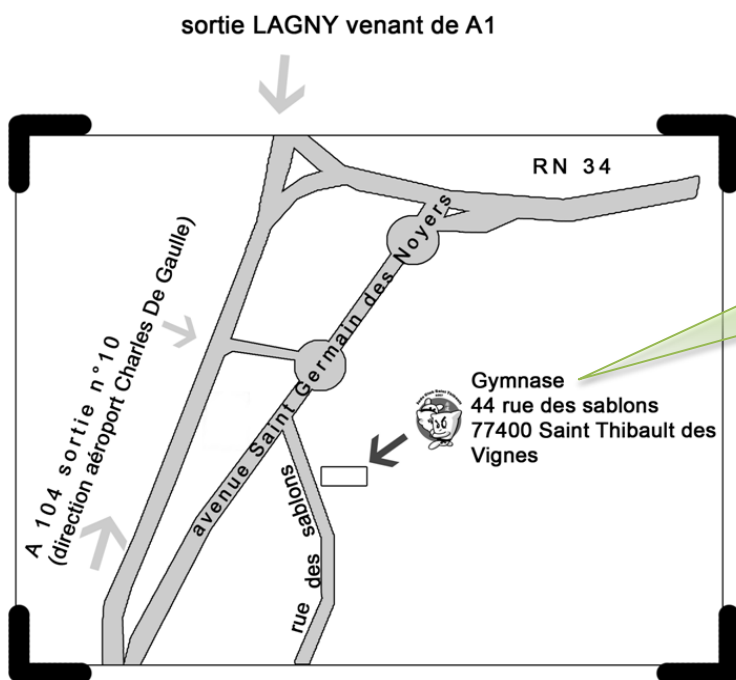 sortie LAGNY venant de A1
RN 34
avenue Saint Germain des Noyers
A 104 sortie n°10
(direction aéroport Charles De Gaulle)
Gymnase
44 rue des sablons
77400 Saint Thibault des
Vignes
rue des sablons